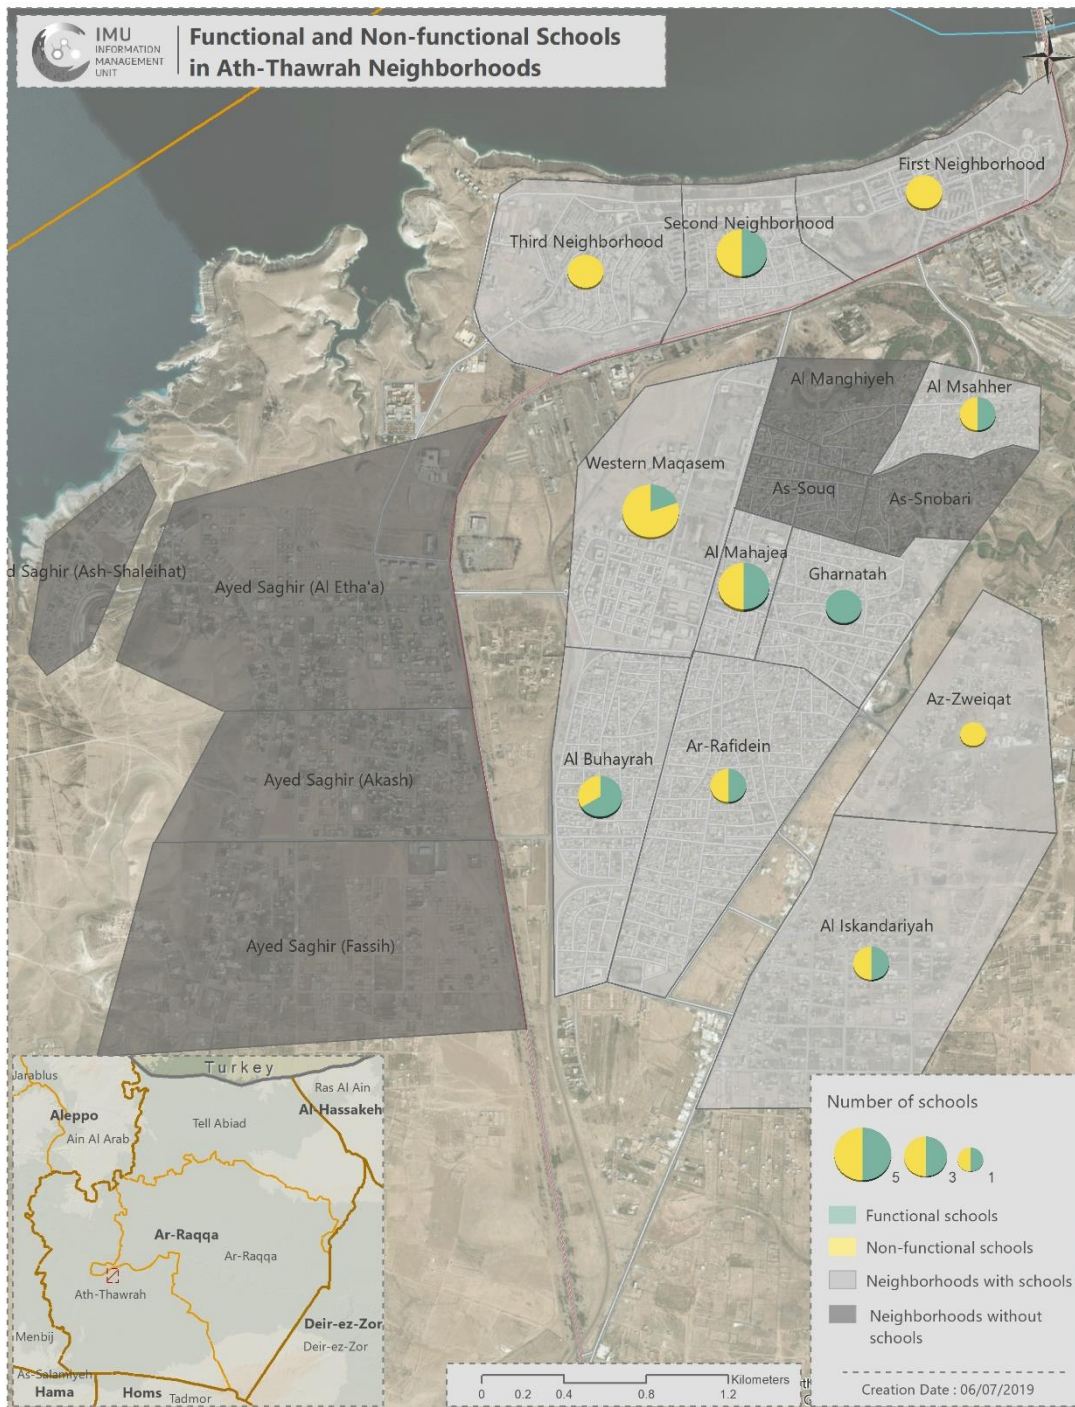 IMU
INFORMATION
MANAGEMENT
UNIT
Functional and Non-functional Schools
in Ath-Thawrah Neighborhoods
First Neighborhood
Second Neighborhood
Third Neighborhood
Al Manghiyeh
Al Msahher
Western Maqasem
As-Souq
As-Snobari
Al Mahajea
Gharnatah
d Saghir (Ash-Shaleihat)
Ayed Saghir (Al Etha'a)
Az-Zweiqat
Al Buhayrah
Ar-Rafidein
Ayed Saghir (Akash)
Al Iskandariyah
Ayed Saghir (Fassih)
Turkey
Jarablus
Ras Al Ain
Aleppo
Al-Hassakeh
Ain Al Arab
Tell Abiad
Ar-Raqqa
Ar-Raqqa
Ath-Thawrah
Deir-ez-Zor
Menbij
Deir-ez-Zor
As-Salamiyeh
Hama
Homs
Tadmor
Number of schools
5 3 1
Functional schools
Non-functional schools
Neighborhoods with schools
Neighborhoods without
schools
Creation Date : 06/07/2019
Kilometers
0 0.2 0.4 0.8 1.2